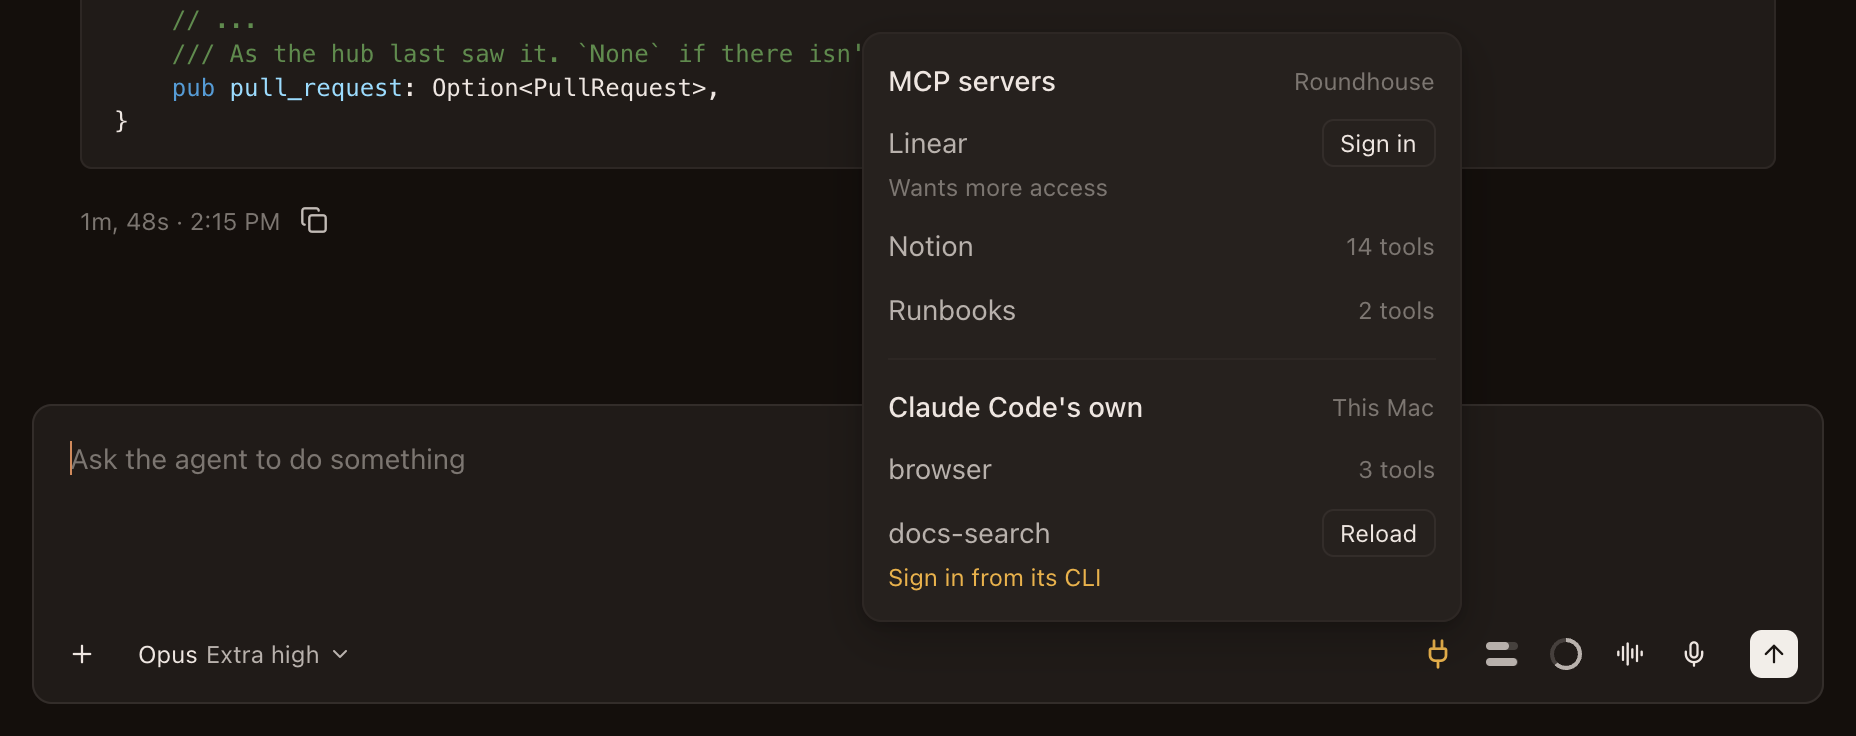 // ...
/// As the hub last saw it. `None` if there isn'
pub pull_request: Option<PullRequest>,
}
1m, 48s · 2:15 PM
MCP servers
Roundhouse
Linear
Sign in
Wants more access
Notion
14 tools
Runbooks
2 tools
Claude Code's own
This Mac
browser
3 tools
docs-search
Reload
Sign in from its CLI
Ask the agent to do something
Opus Extra high